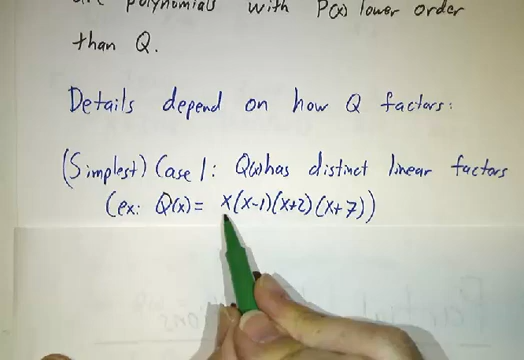 are polynomials with P(x) lower order
than Q.
Details depend on how Q factors:
(Simplest) Case 1: Q(x) has distinct linear factors
(ex: Q(x) = x(x-1)(x+2)(x+7))